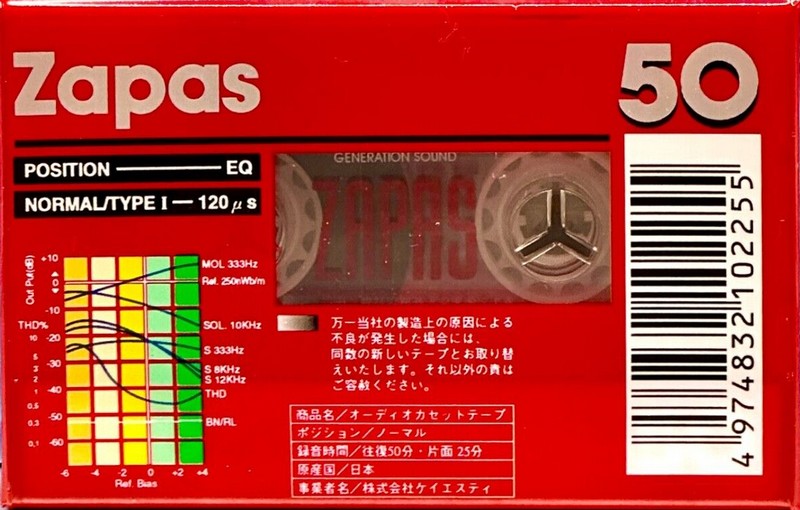 Zapas
50
POSITION EQ
NORMAL/TYPE I 120μs
GENERATION SOUND
ZAPAS
Out Put(dB)
+10
0
-10
-20
-30
-40
-50
-60
THD%
10
5
3
2
1
0.5
0.3
0.1
MOL 333Hz
Ref. 250nWb/m
SOL. 10KHz
S 333Hz
S 8KHz
S 12KHz
THD
BN/RL
-6 -4 -2 0 +2 +4
Ref. Bias
万一当社の製造上の原因による
不良が発生した場合には、
同数の新しいテープとお取り替
えいたします。それ以外の責は
ご容赦ください。
商品名/オーディオカセットテープ
ポジション/ノーマル
録音時間/往復50分・片面25分
原産国/日本
事業者名/株式会社ケイエスティ
4 974832 102255